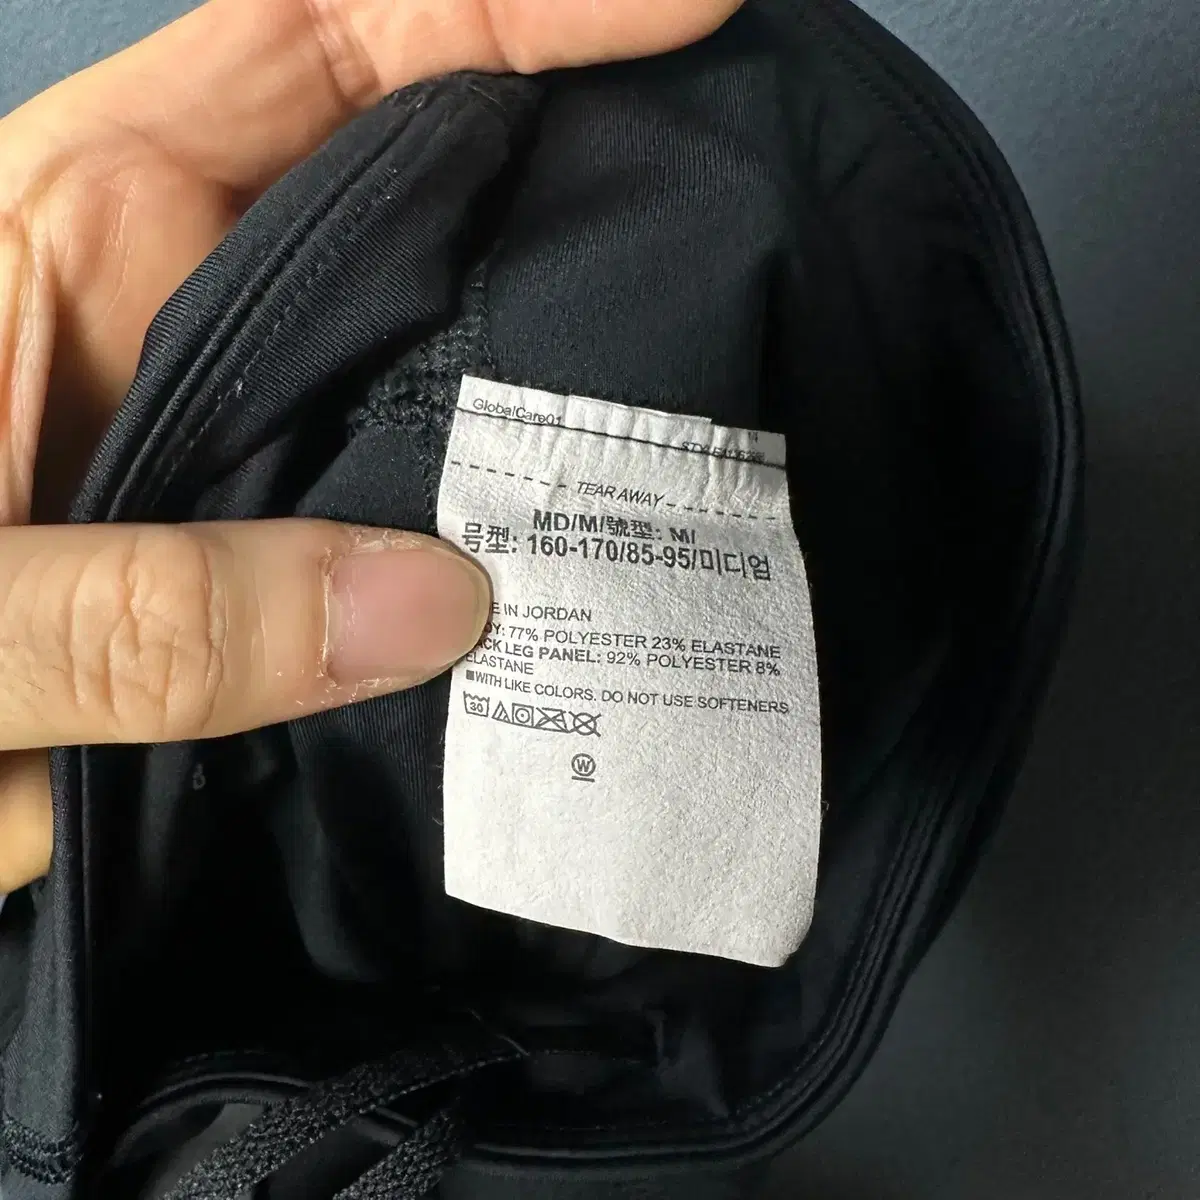 GlobalCare01
TEAR AWAY
MD/M/號型: M/
号型: 160-170/85-95/미디엄
E IN JORDAN
DY: 77% POLYESTER 23% ELASTANE
ACK LEG PANEL: 92% POLYESTER 8%
ELASTANE
■WITH LIKE COLORS. DO NOT USE SOFTENERS
30
W